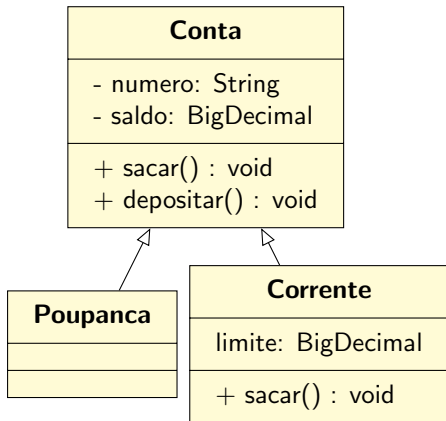 Conta
- numero: String
- saldo: BigDecimal
+ sacar() : void
+ depositar() : void
Poupanca
Corrente
limite: BigDecimal
+ sacar() : void